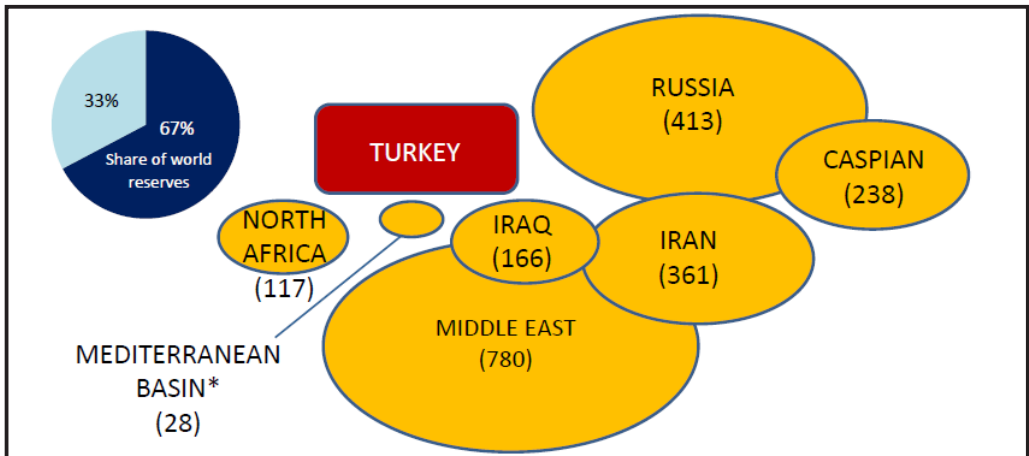 33%
67%
Share of world
reserves
TURKEY
RUSSIA
(413)
CASPIAN
(238)
NORTH
AFRICA
(117)
IRAQ
(166)
IRAN
(361)
MIDDLE EAST
(780)
MEDITERRANEAN
BASIN*
(28)